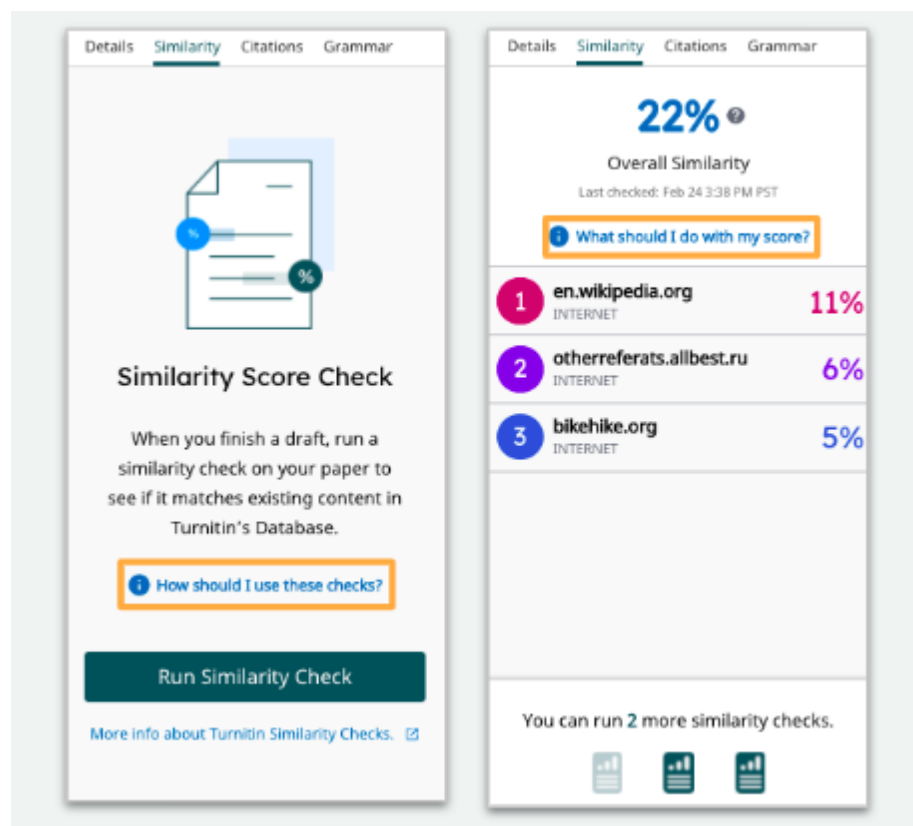 Details Similarity Citations Grammar
%
%
Similarity Score Check
When you finish a draft, run a
similarity check on your paper to
see if it matches existing content in
Turnitin's Database.
i How should I use these checks?
Run Similarity Check
More info about Turnitin Similarity Checks.
Details Similarity Citations Grammar
22% ?
Overall Similarity
Last checked: Feb 24 3:38 PM PST
i What should I do with my score?
1 en.wikipedia.org 11%
INTERNET
2 otherreferats.allbest.ru 6%
INTERNET
3 bikehike.org 5%
INTERNET
You can run 2 more similarity checks.